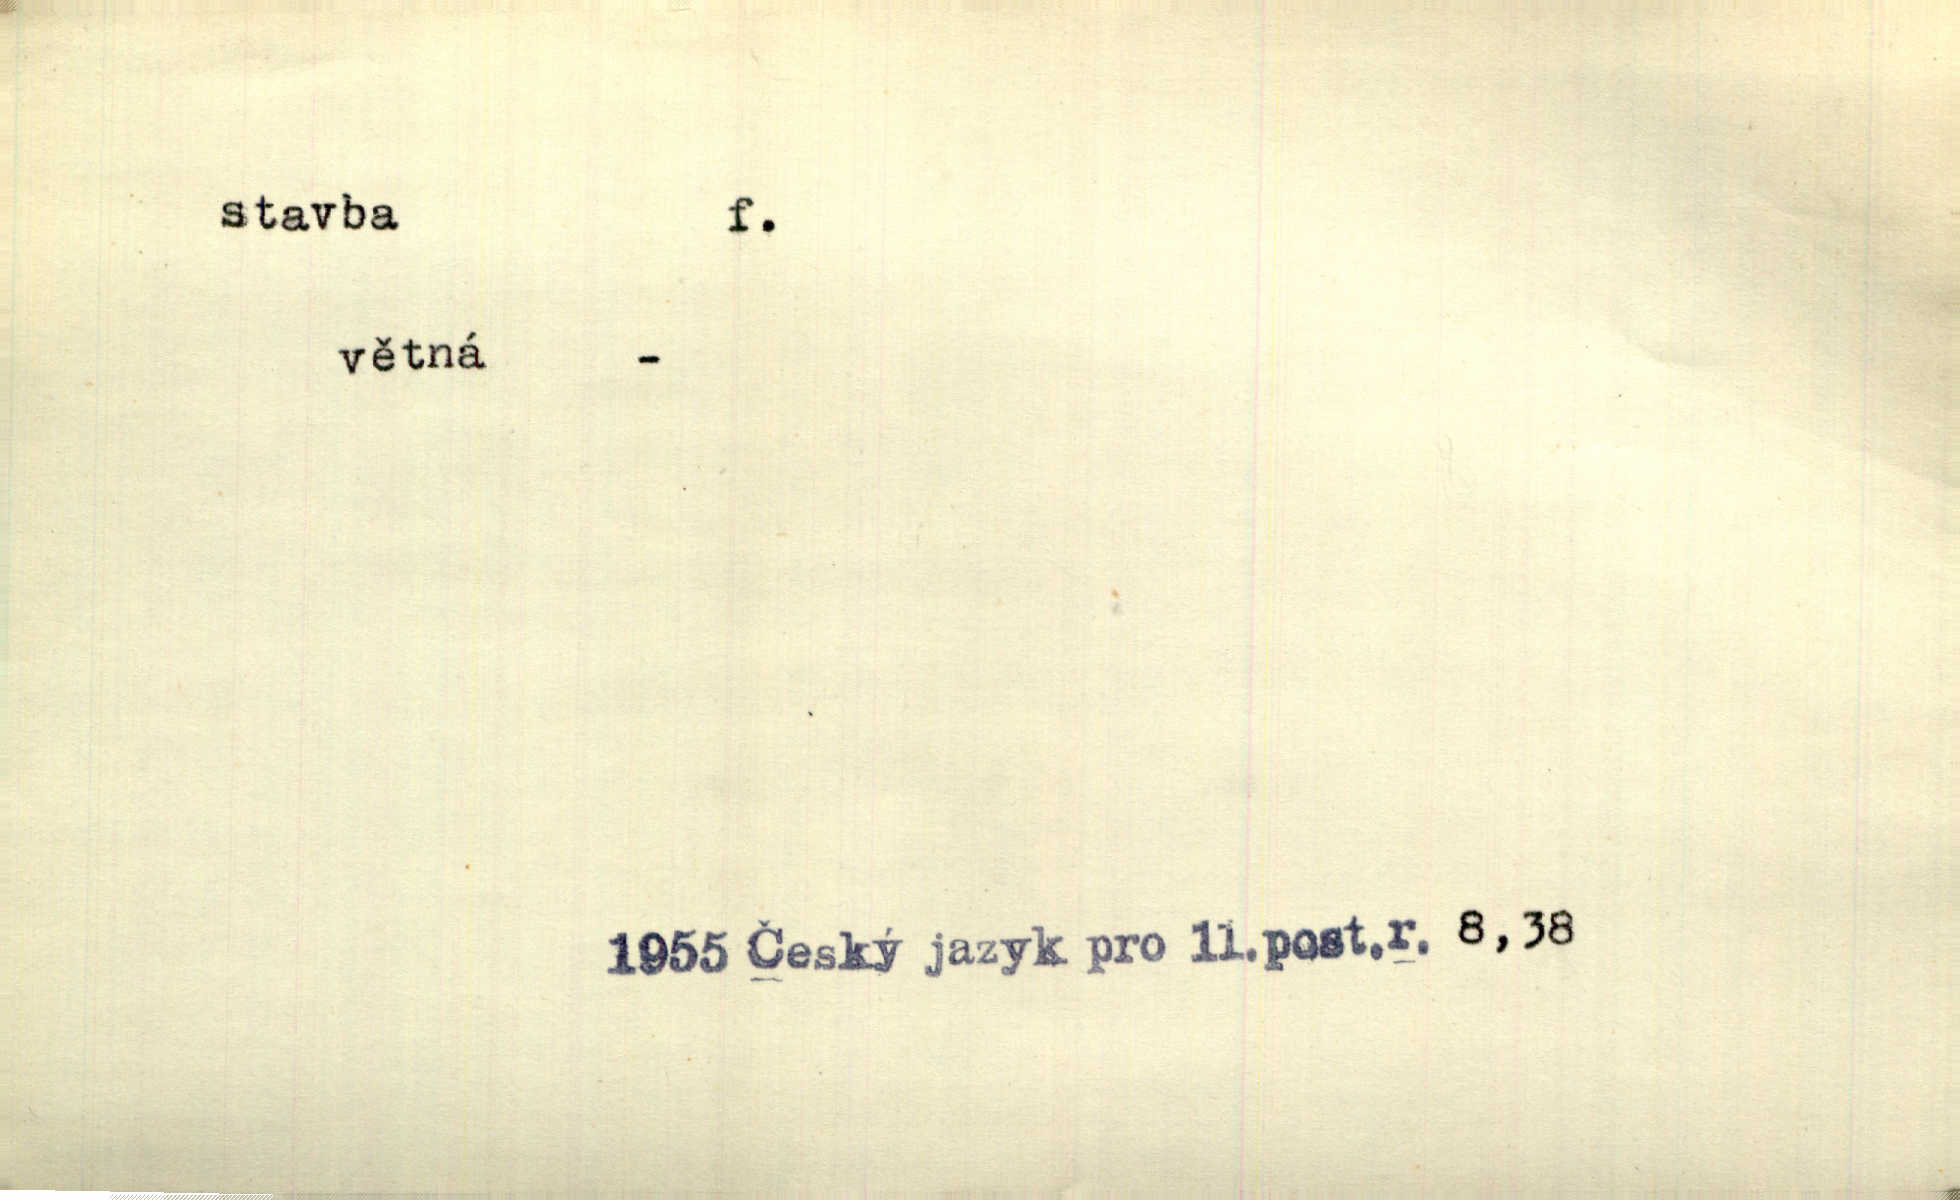 stavba f.
větná -
1955 Český jazyk pro 11.post.r. 8,38